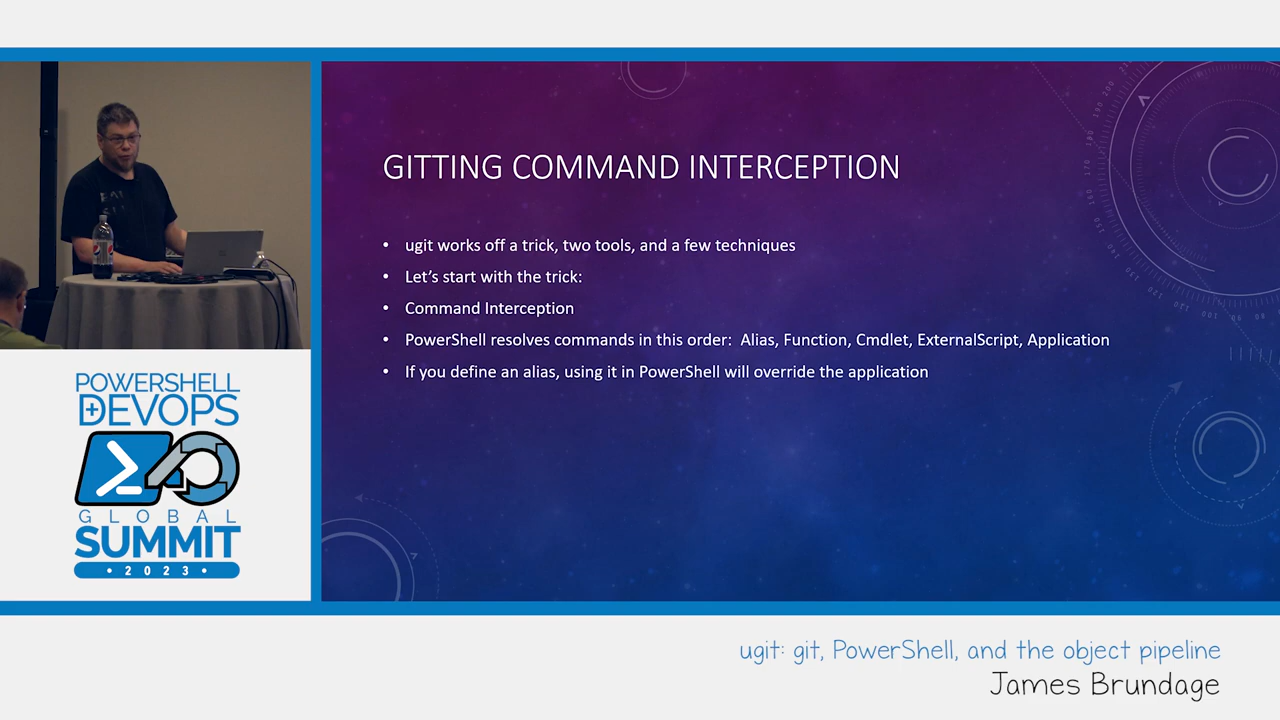 GITTING COMMAND INTERCEPTION
• ugit works off a trick, two tools, and a few techniques
• Let's start with the trick:
• Command Interception
• PowerShell resolves commands in this order: Alias, Function, Cmdlet, ExternalScript, Application
• If you define an alias, using it in PowerShell will override the application
POWERSHELL
+DEVOPS
GLOBAL
SUMMIT
• 2023 •
ugit: git, PowerShell, and the object pipeline
James Brundage